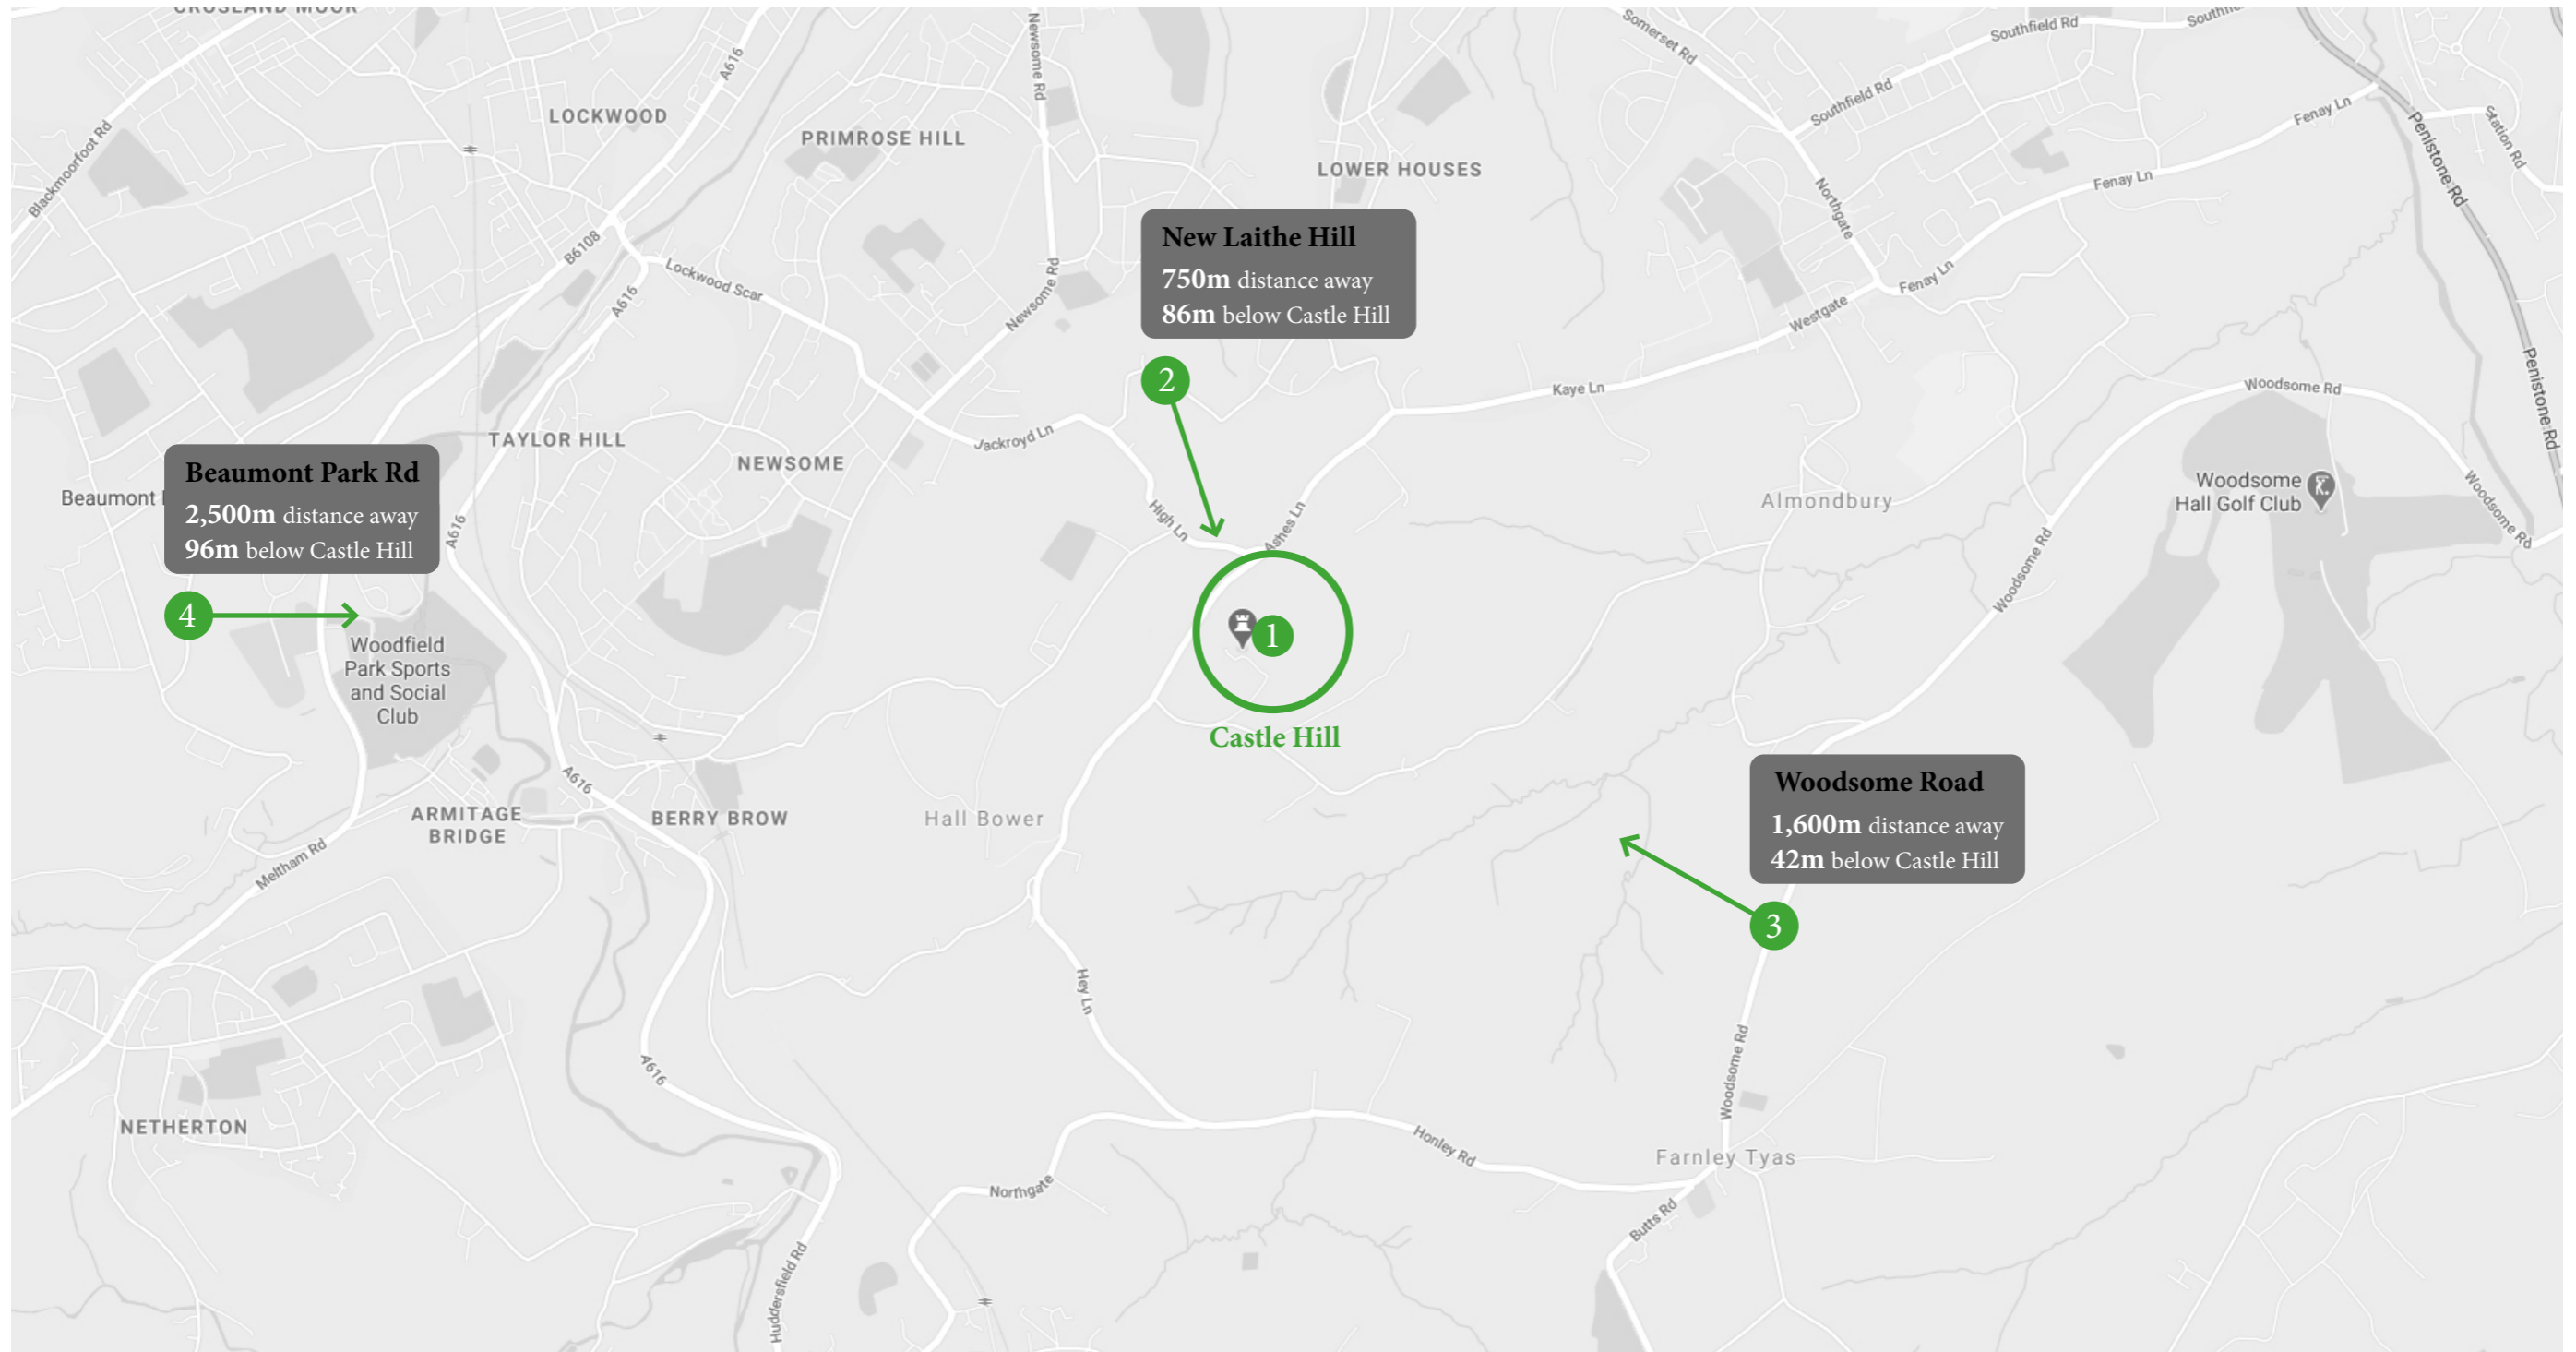 CROSLAND MOOR
Blackmoorfoot Rd
LOCKWOOD
A616
B6108
A616
Lockwood Scar
PRIMROSE HILL
Newsome Rd
Newsome Rd
LOWER HOUSES
Somerset Rd
Southfield Rd
Southfield Rd
Northgate
Fenay Ln
Fenay Ln
Fenay Ln
Westgate
Kaye Ln
Penistone Rd
Station Rd
Penistone Rd
New Laithe Hill
750m distance away
86m below Castle Hill
2
Jackroyd Ln
High Ln
Ashes Ln
TAYLOR HILL
NEWSOME
A616
Beaumont
Beaumont Park Rd
2,500m distance away
96m below Castle Hill
4
Woodfield
Park Sports
and Social
Club
1
Castle Hill
Almondbury
Woodsome Rd
Woodsome
Hall Golf Club
Woodsome Rd
Woodsome Rd
Woodsome Road
1,600m distance away
42m below Castle Hill
3
ARMITAGE
BRIDGE
A616
BERRY BROW
Hall Bower
Meltham Rd
Hey Ln
A616
NETHERTON
Northgate
Honley Rd
Woodsome Rd
Farnley Tyas
Butts Rd
Huddersfield Rd